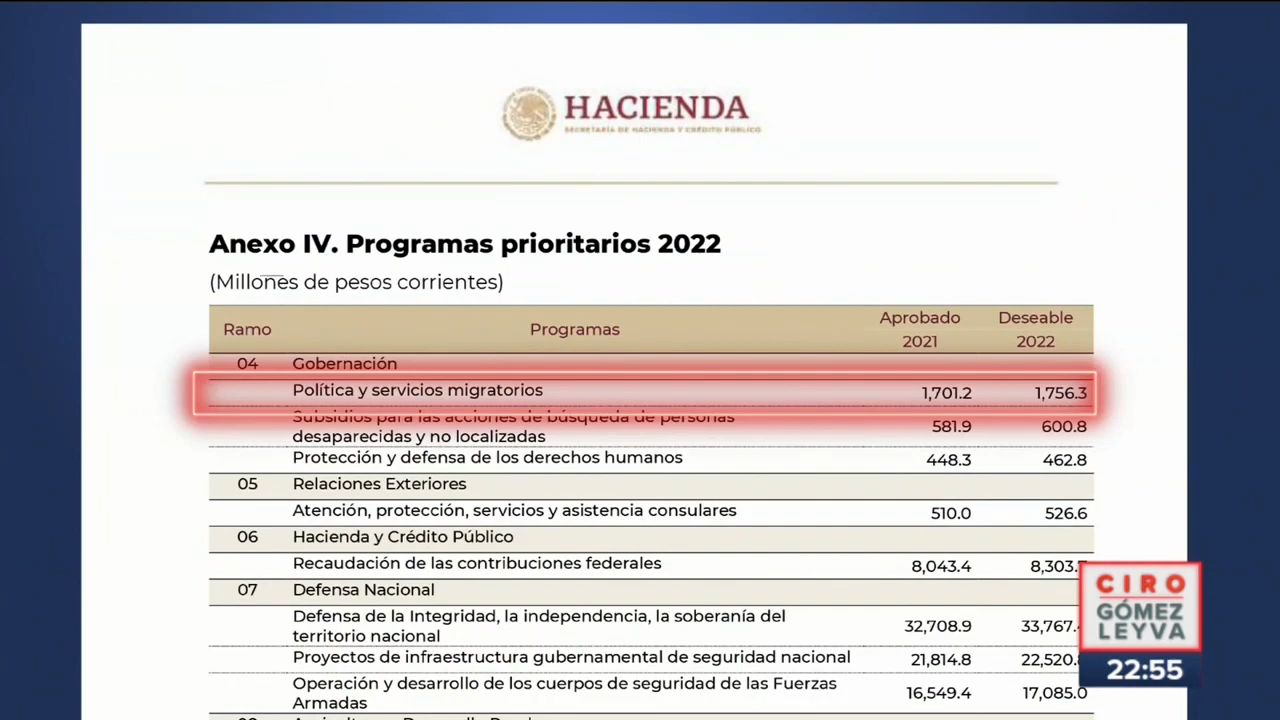 HACIENDA
SECRETARÍA DE HACIENDA Y CRÉDITO PÚBLICO
Anexo IV. Programas prioritarios 2022
(Millones de pesos corrientes)
Ramo Programas Aprobado 2021 Deseable 2022
04 Gobernación
Política y servicios migratorios 1,701.2 1,756.3
Subsidios para las acciones de búsqueda de personas
desaparecidas y no localizadas 581.9 600.8
Protección y defensa de los derechos humanos 448.3 462.8
05 Relaciones Exteriores
Atención, protección, servicios y asistencia consulares 510.0 526.6
06 Hacienda y Crédito Público
Recaudación de las contribuciones federales 8,043.4 8,303.
07 Defensa Nacional
Defensa de la Integridad, la independencia, la soberanía del
territorio nacional 32,708.9 33,767.
Proyectos de infraestructura gubernamental de seguridad nacional 21,814.8 22,520.
Operación y desarrollo de los cuerpos de seguridad de las Fuerzas
Armadas 16,549.4 17,085.0
CIRO
GÓMEZ
LEYVA
22:55